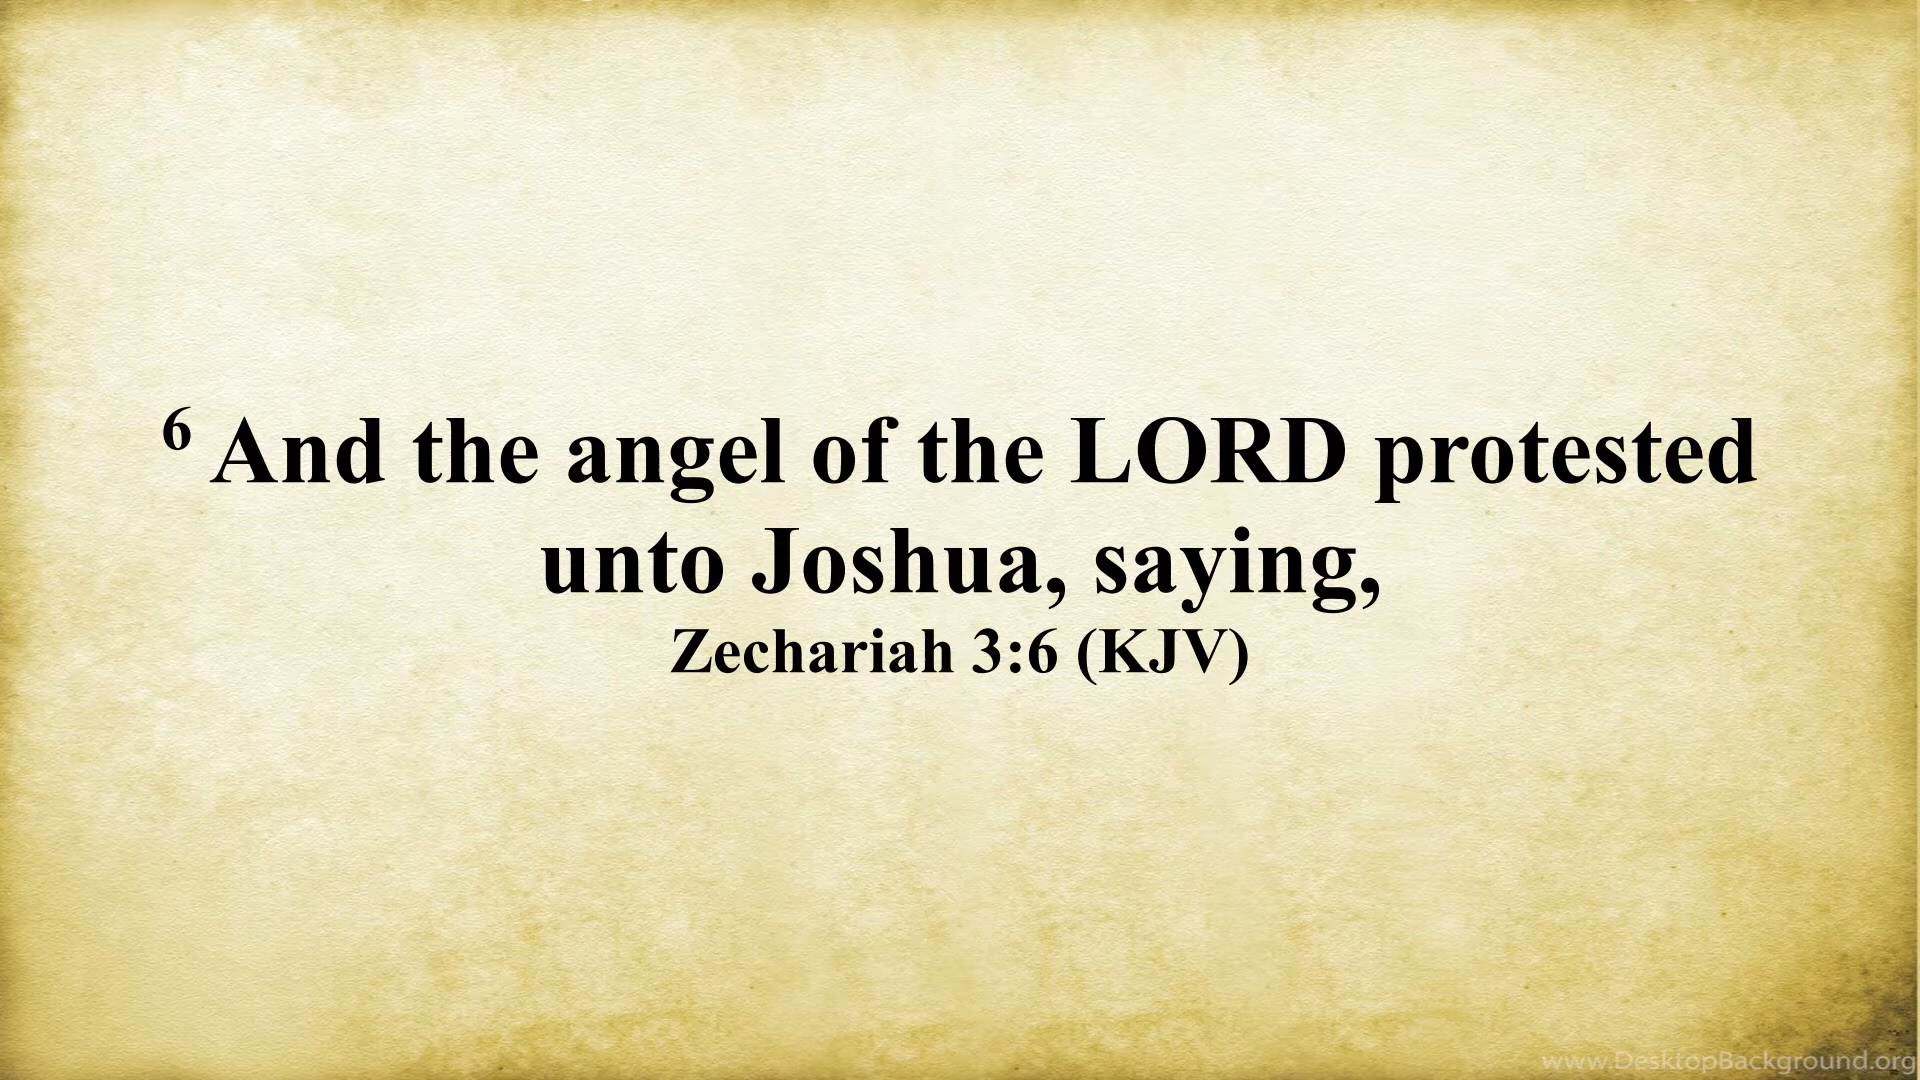 6 And the angel of the LORD protested
unto Joshua, saying,
Zechariah 3:6 (KJV)
www.DesktopBackground.org